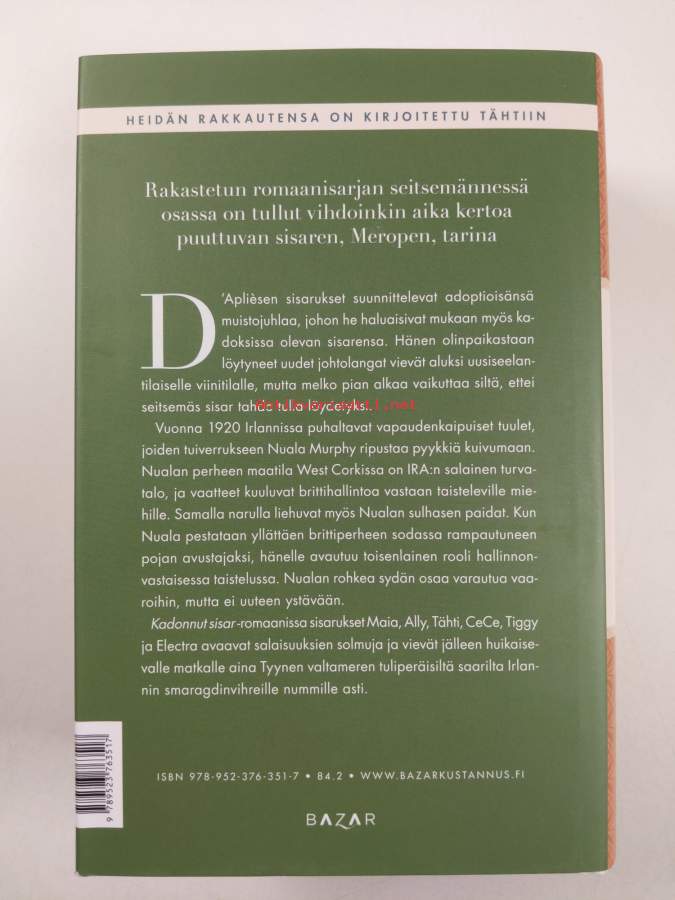 HEIDÄN RAKKAUTENSA ON KIRJOITETTU TÄHTIIN
Rakastetun romaanisarjan seitsemännessä
osassa on tullut vihdoinkin aika kertoa
puuttuvan sisaren, Meropen, tarina
D'Aplièsen sisarukset suunnittelevat adoptioisänsä
muistojuhlaa, johon he haluaisivat mukaan myös ka-
doksissa olevan sisarensa. Hänen olinpaikastaan
löytyneet uudet johtolangat vievät aluksi uusiseelan-
tilaiselle viinitilalle, mutta melko pian alkaa vaikuttaa siltä, ettei
seitsemäs sisar tahdo tulla löydetyksi.
Antikvariaatti.net
Vuonna 1920 Irlannissa puhaltavat vapaudenkaipuiset tuulet,
joiden tuiverrukseen Nuala Murphy ripustaa pyykkiä kuivumaan.
Nualan perheen maatila West Corkissa on IRA:n salainen turva-
talo, ja vaatteet kuuluvat brittihallintoa vastaan taisteleville mie-
hille. Samalla narulla liehuvat myös Nualan sulhasen paidat. Kun
Nuala pestataan yllättäen brittiperheen sodassa rampautuneen
pojan avustajaksi, hänelle avautuu toisenlainen rooli hallinnon-
vastaisessa taistelussa. Nualan rohkea sydän osaa varautua vaa-
roihin, mutta ei uuteen ystävään.
Kadonnut sisar -romaanissa sisarukset Maia, Ally, Tähti, CeCe, Tiggy
ja Electra avaavat salaisuuksien solmuja ja vievät jälleen huikaise-
valle matkalle aina Tyynen valtameren tuliperäisiltä saarilta Irlan-
nin smaragdinvihreille nummille asti.
ISBN 978-952-376-351-7 • 84.2 • WWW.BAZARKUSTANNUS.FI
BAZAR
9 789523 763517